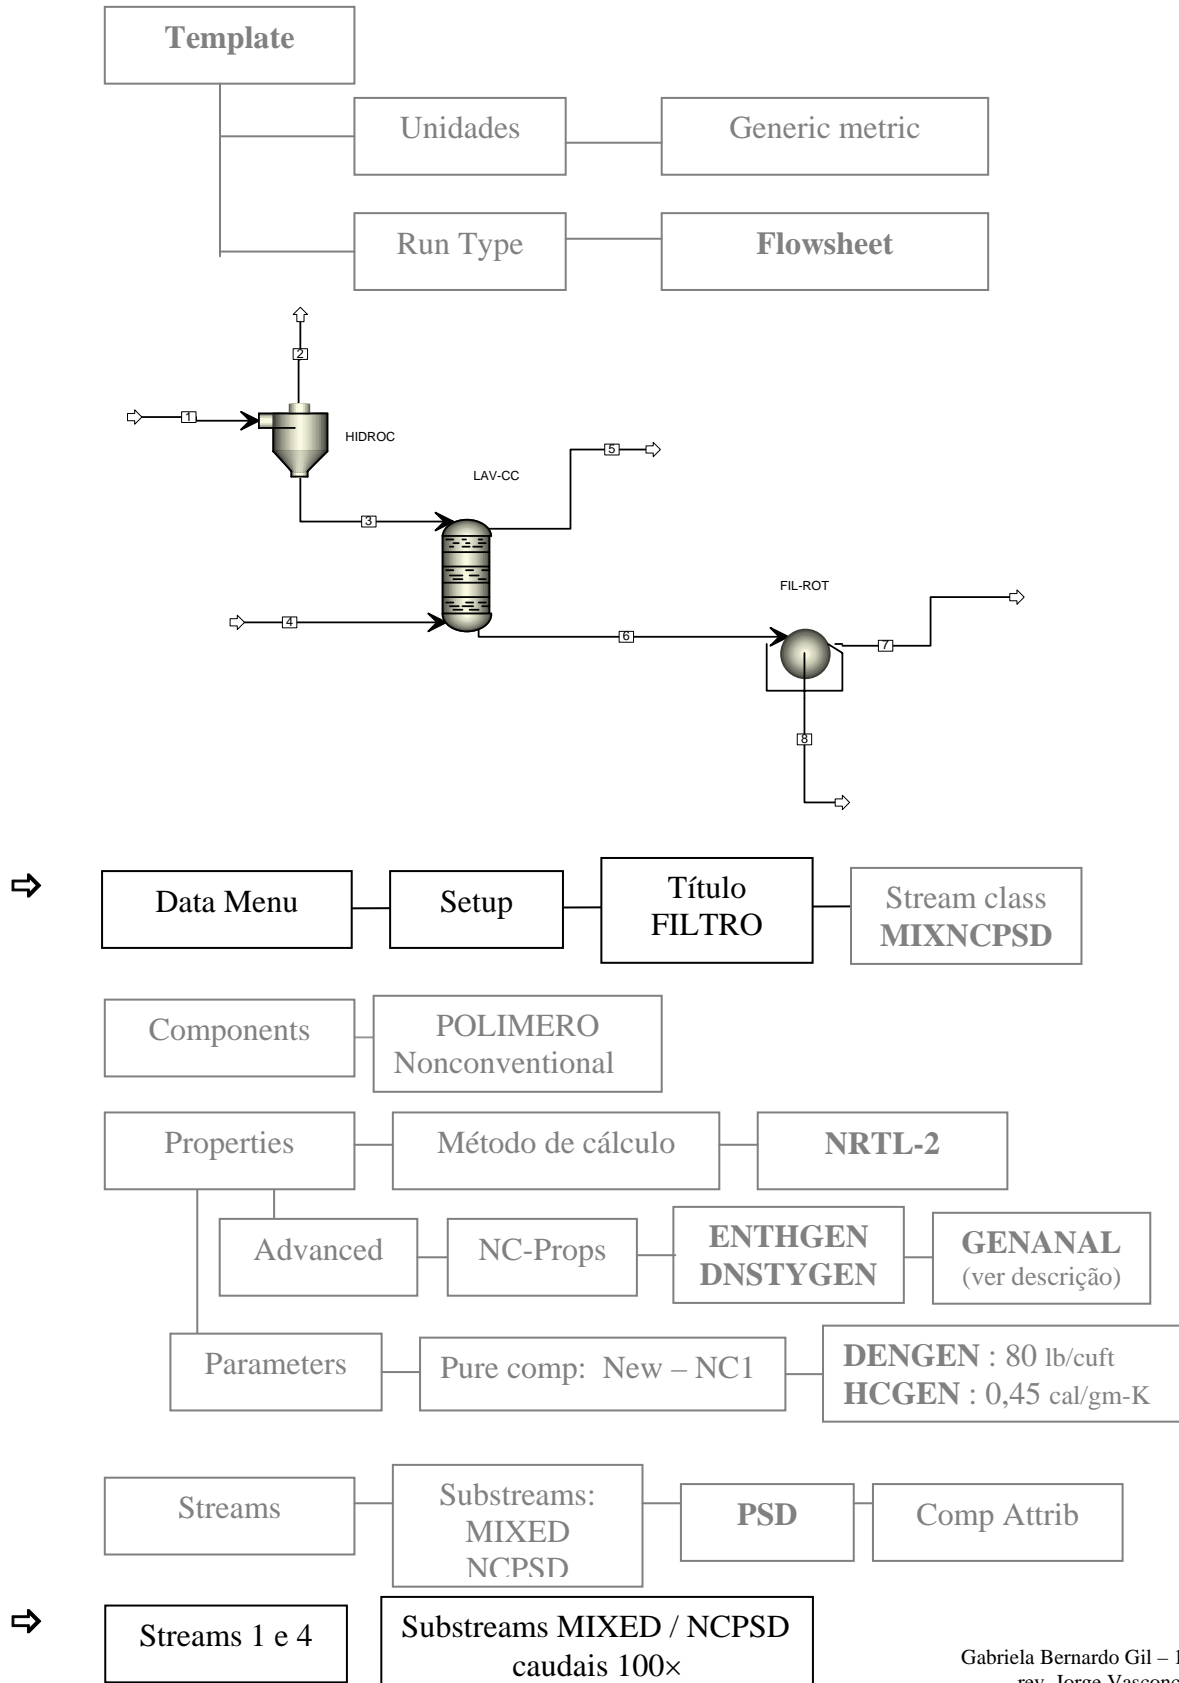 Template
Unidades
Generic metric
Run Type
Flowsheet
2
1
HIDROC
5
LAV-CC
3
FIL-ROT
4
6
7
8
⇨
Data Menu
Setup
Título
FILTRO
Stream class
MIXNCPSD
Components
POLIMERO
Nonconventional
Properties
Método de cálculo
NRTL-2
Advanced
NC-Props
ENTHGEN
DNSTYGEN
GENANAL
(ver descrição)
Parameters
Pure comp: New – NC1
DENGEN : 80 lb/cuft
HCGEN : 0,45 cal/gm-K
Streams
Substreams:
MIXED
NCPSD
PSD
Comp Attrib
⇨
Streams 1 e 4
Substreams MIXED / NCPSD
caudais 100×
Gabriela Bernardo Gil – 1
rev. Jorge Vasconc